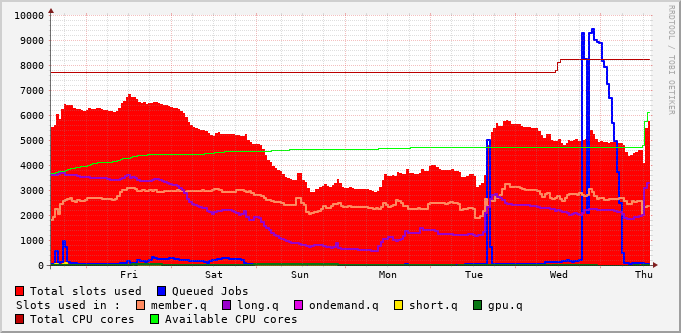 10000
9000
8000
7000
6000
5000
4000
3000
2000
1000
0
Fri Sat Sun Mon Tue Wed Thu
RRDTOOL / TOBI OETIKER
Total slots used Queued Jobs
Slots used in : member.q long.q ondemand.q short.q gpu.q
Total CPU cores Available CPU cores